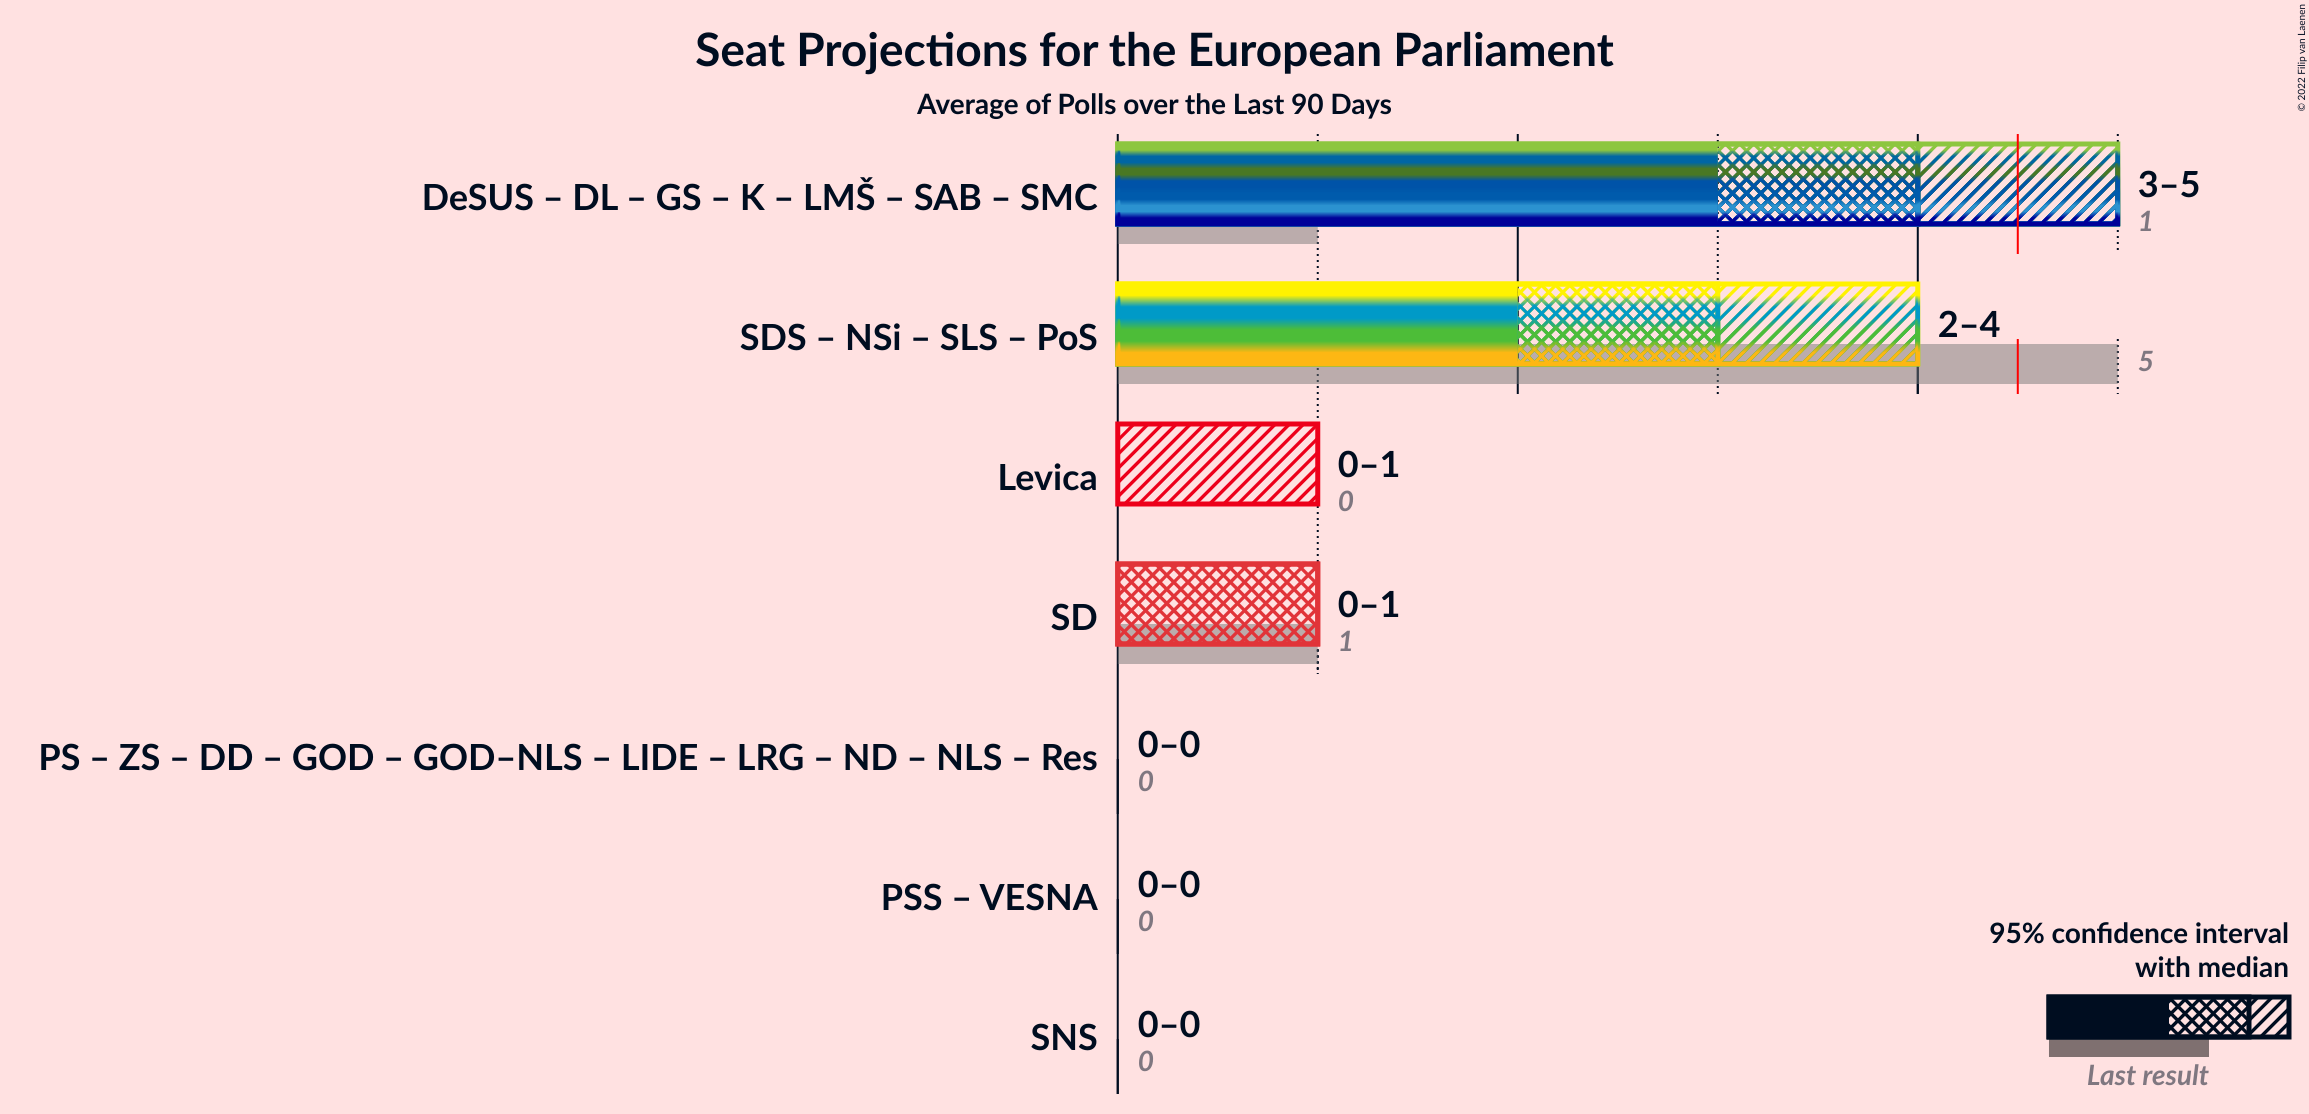 Seat Projections for the European Parliament
Average of Polls over the Last 90 Days
© 2022 Filip van Laenen
DeSUS – DL – GS – K – LMŠ – SAB – SMC
3–5
1
SDS – NSi – SLS – PoS
2–4
5
Levica
0–1
0
SD
0–1
1
PS – ZS – DD – GOD – GOD–NLS – LIDE – LRG – ND – NLS – Res
0–0
0
PSS – VESNA
0–0
0
SNS
0–0
0
95% confidence interval
with median
Last result